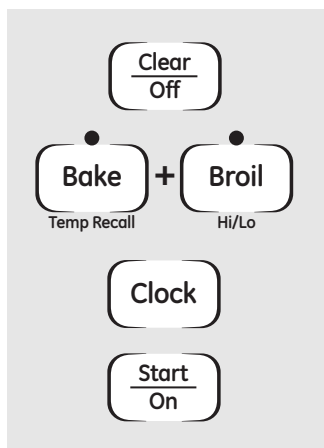 Clear
Off
Bake + Broil
Temp Recall Hi/Lo
Clock
Start
On